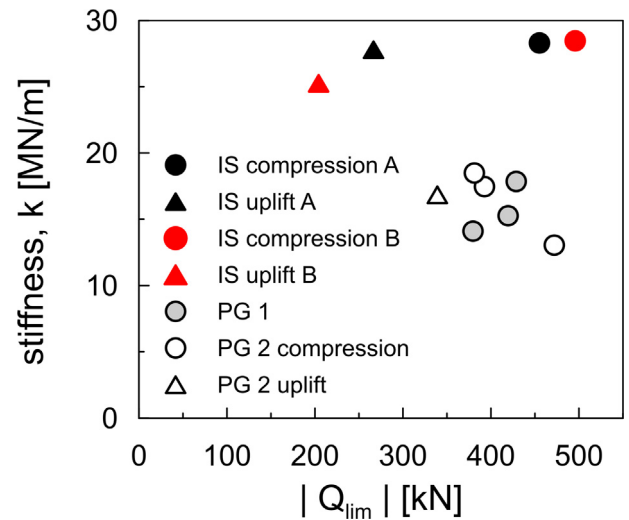 30
20
10
0
stiffness, k [MN/m]
IS compression A
IS uplift A
IS compression B
IS uplift B
PG 1
PG 2 compression
PG 2 uplift
0 100 200 300 400 500
| Qlim | [kN]